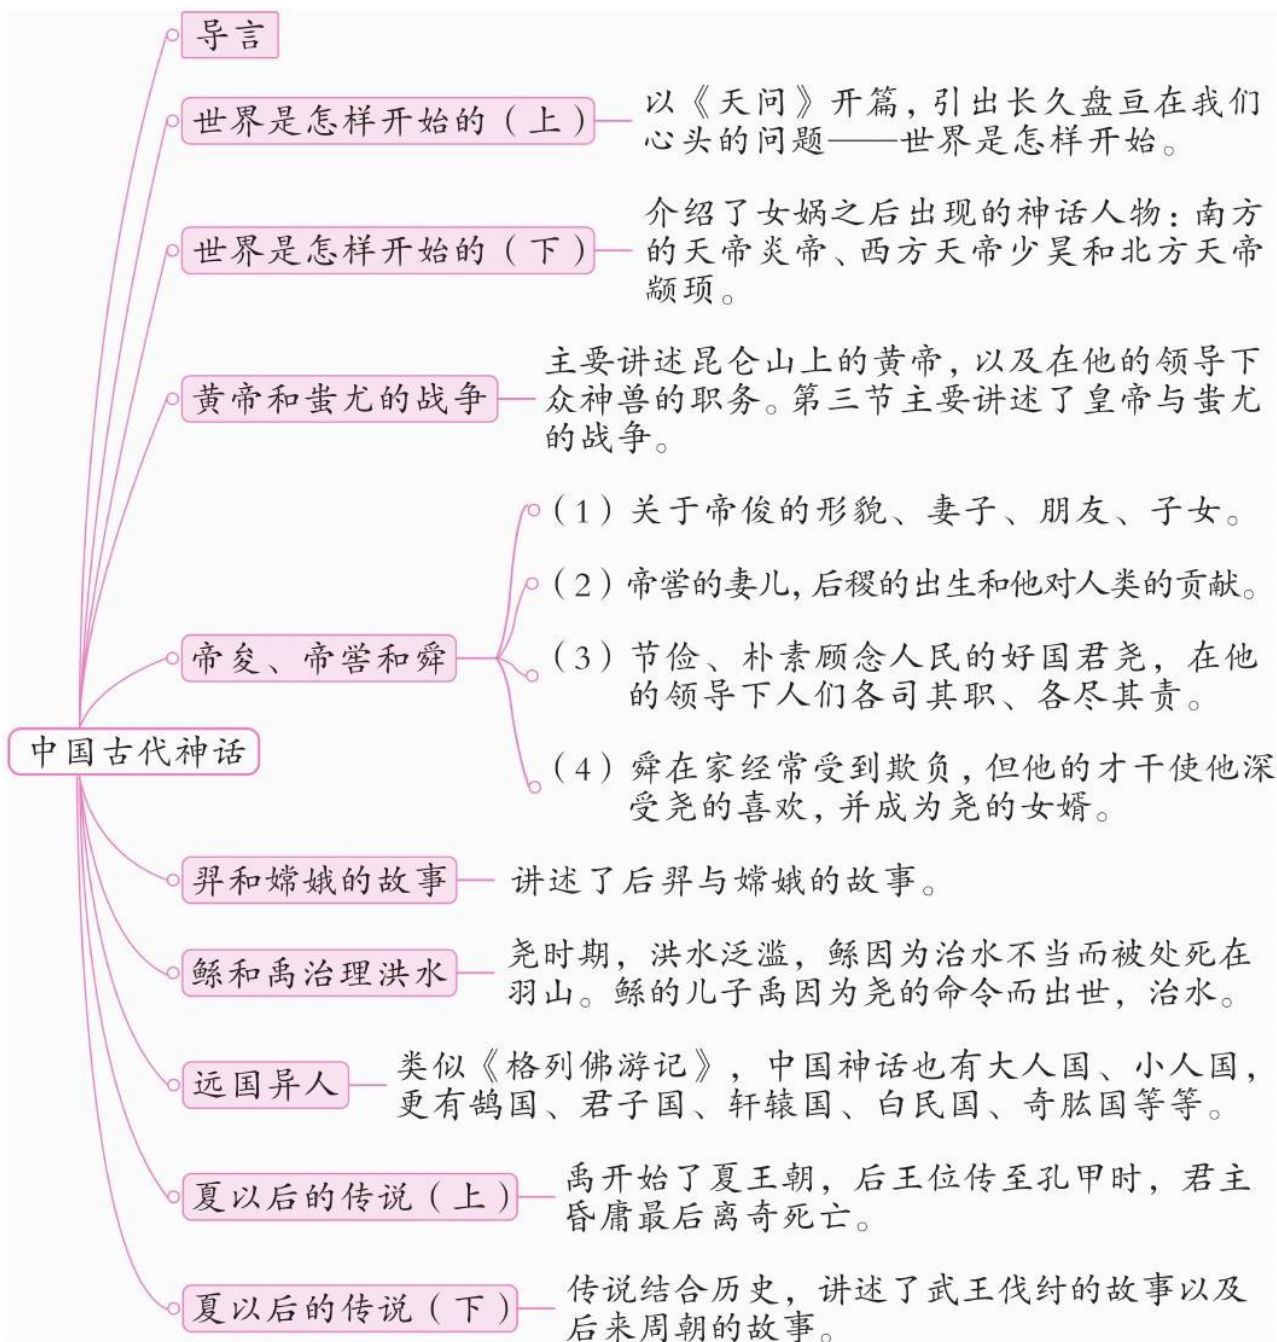 导言
世界是怎样开始的（上）
以《天问》开篇，引出长久盘亘在我们
心头的问题——世界是怎样开始。
世界是怎样开始的（下）
介绍了女娲之后出现的神话人物：南方
的天帝炎帝、西方天帝少昊和北方天帝
颛顼。
黄帝和蚩尤的战争
主要讲述昆仑山上的黄帝，以及在他的领导下
众神兽的职务。第三节主要讲述了皇帝与蚩尤
的战争。
帝夋、帝喾和舜
（1）关于帝俊的形貌、妻子、朋友、子女。
（2）帝喾的妻儿，后稷的出生和他对人类的贡献。
（3）节俭、朴素顾念人民的好国君尧，在他
的领导下人们各司其职、各尽其责。
（4）舜在家经常受到欺负，但他的才干使他深
受尧的喜欢，并成为尧的女婿。
中国古代神话
羿和嫦娥的故事
讲述了后羿与嫦娥的故事。
鲧和禹治理洪水
尧时期，洪水泛滥，鲧因为治水不当而被处死在
羽山。鲧的儿子禹因为尧的命令而出世，治水。
远国异人
类似《格列佛游记》，中国神话也有大人国、小人国，
更有鹄国、君子国、轩辕国、白民国、奇肱国等等。
夏以后的传说（上）
禹开始了夏王朝，后王位传至孔甲时，君主
昏庸最后离奇死亡。
夏以后的传说（下）
传说结合历史，讲述了武王伐纣的故事以及
后来周朝的故事。